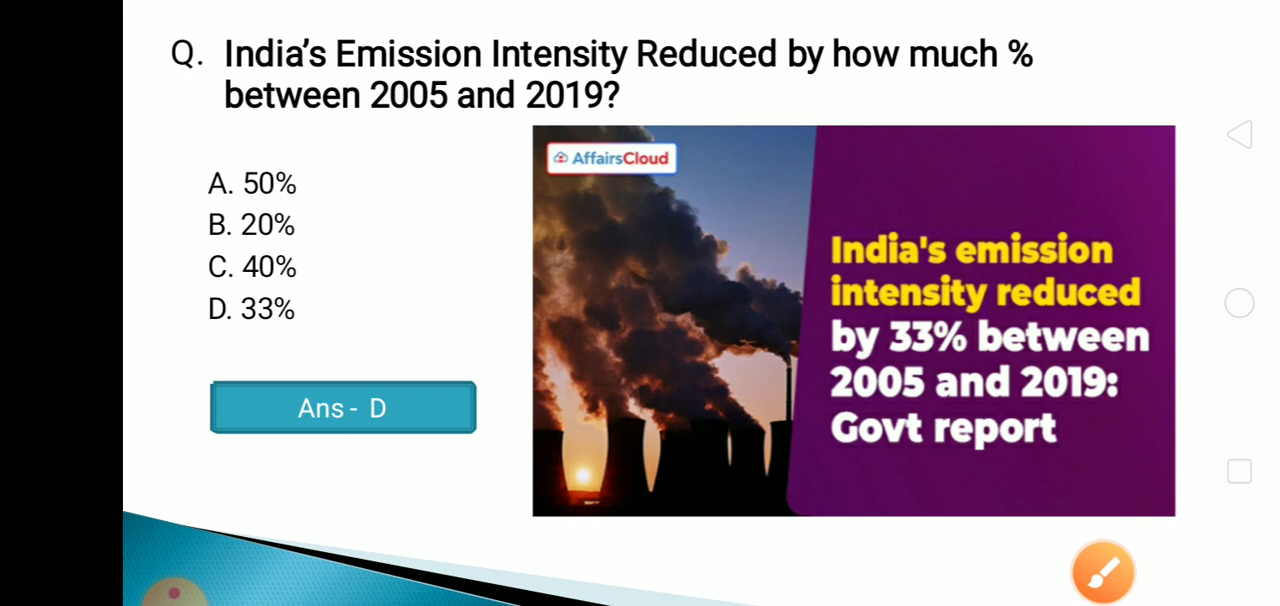 Q. India's Emission Intensity Reduced by how much %
between 2005 and 2019?
A. 50%
B. 20%
C. 40%
D. 33%
Ans - D
AffairsCloud
India's emission
intensity reduced
by 33% between
2005 and 2019:
Govt report